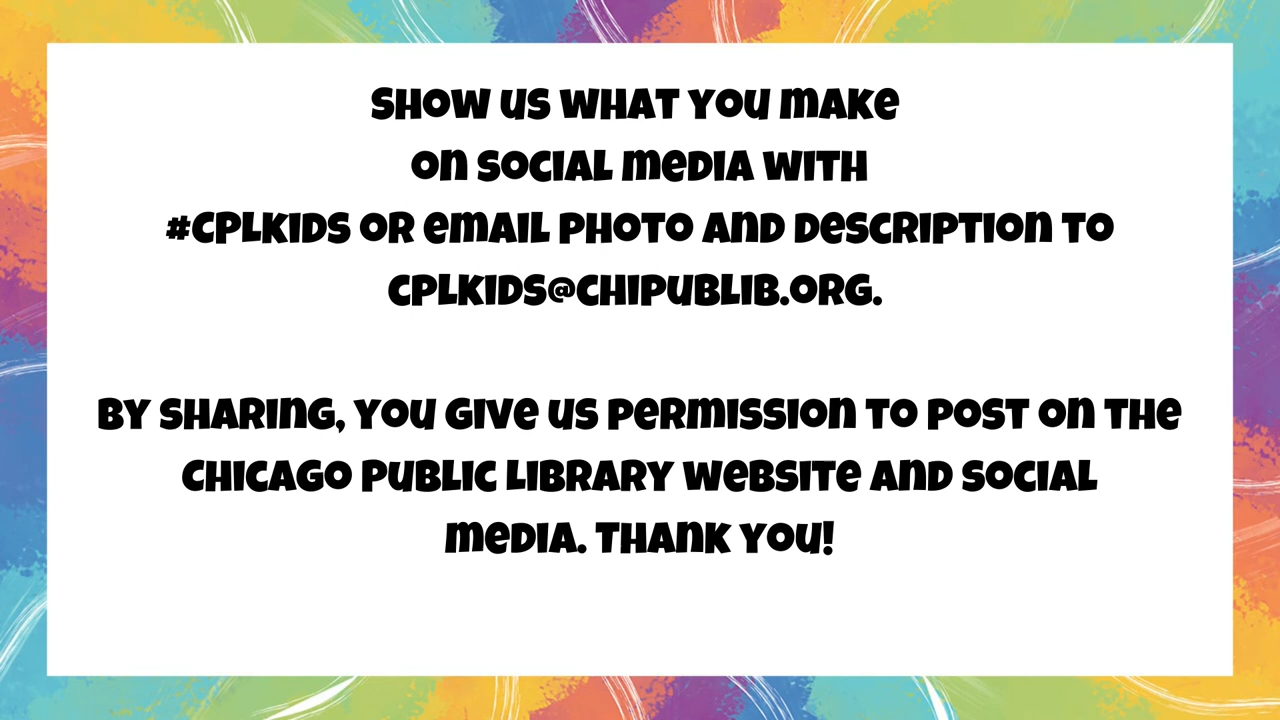 Show us what you make
on social media with
#CPLKids or email photo and description to
cplkids@chipublib.org.
By sharing, you give us permission to post on the
Chicago Public Library website and social
media. Thank you!